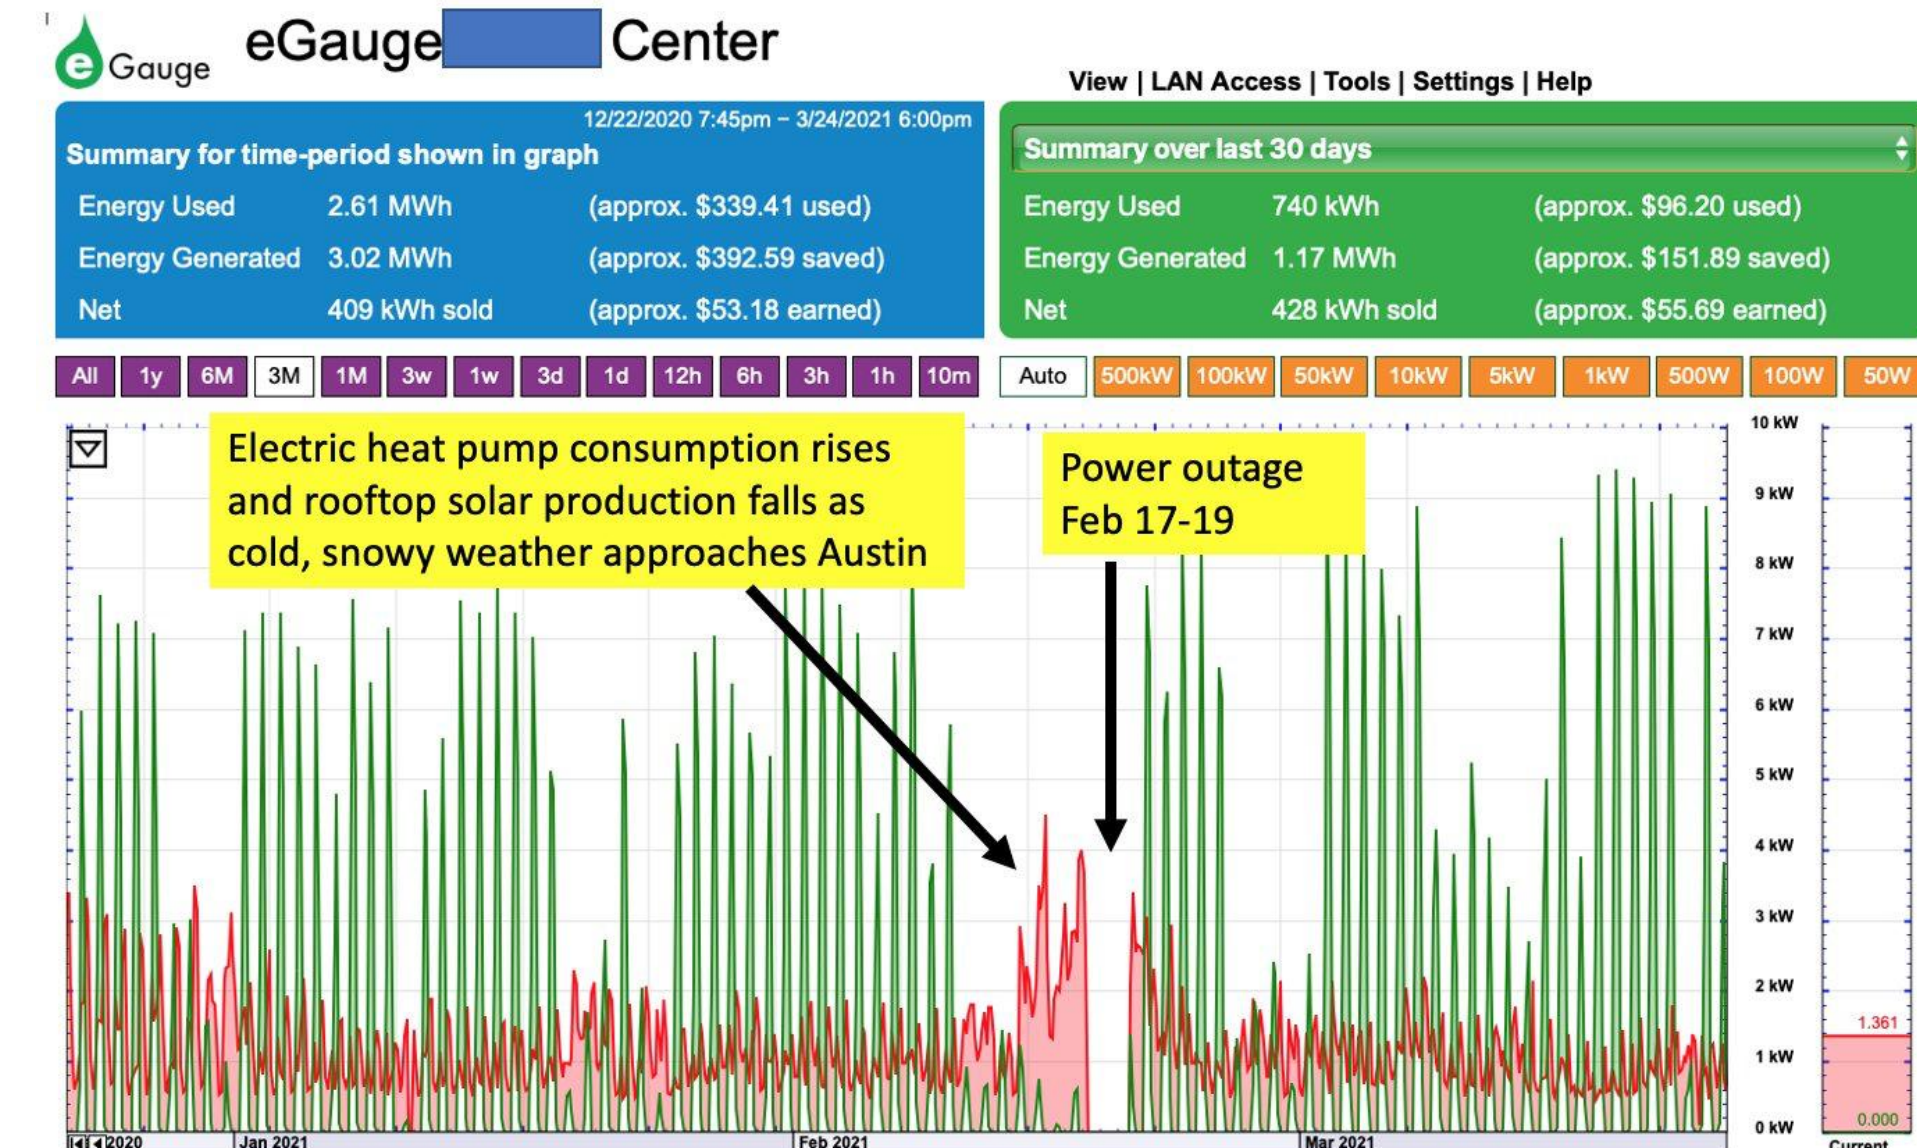 e Gauge
eGauge Center
View | LAN Access | Tools | Settings | Help
12/22/2020 7:45pm – 3/24/2021 6:00pm
Summary for time-period shown in graph
Energy Used 2.61 MWh (approx. $339.41 used)
Energy Generated 3.02 MWh (approx. $392.59 saved)
Net 409 kWh sold (approx. $53.18 earned)
Summary over last 30 days
Energy Used 740 kWh (approx. $96.20 used)
Energy Generated 1.17 MWh (approx. $151.89 saved)
Net 428 kWh sold (approx. $55.69 earned)
All 1y 6M 3M 1M 3w 1w 3d 1d 12h 6h 3h 1h 10m
Auto 500kW 100kW 50kW 10kW 5kW 1kW 500W 100W 50W
Electric heat pump consumption rises
and rooftop solar production falls as
cold, snowy weather approaches Austin
Power outage
Feb 17-19
10 kW
9 kW
8 kW
7 kW
6 kW
5 kW
4 kW
3 kW
2 kW
1 kW
0 kW
1.361
0.000
2020 Jan 2021 Feb 2021 Mar 2021
Current